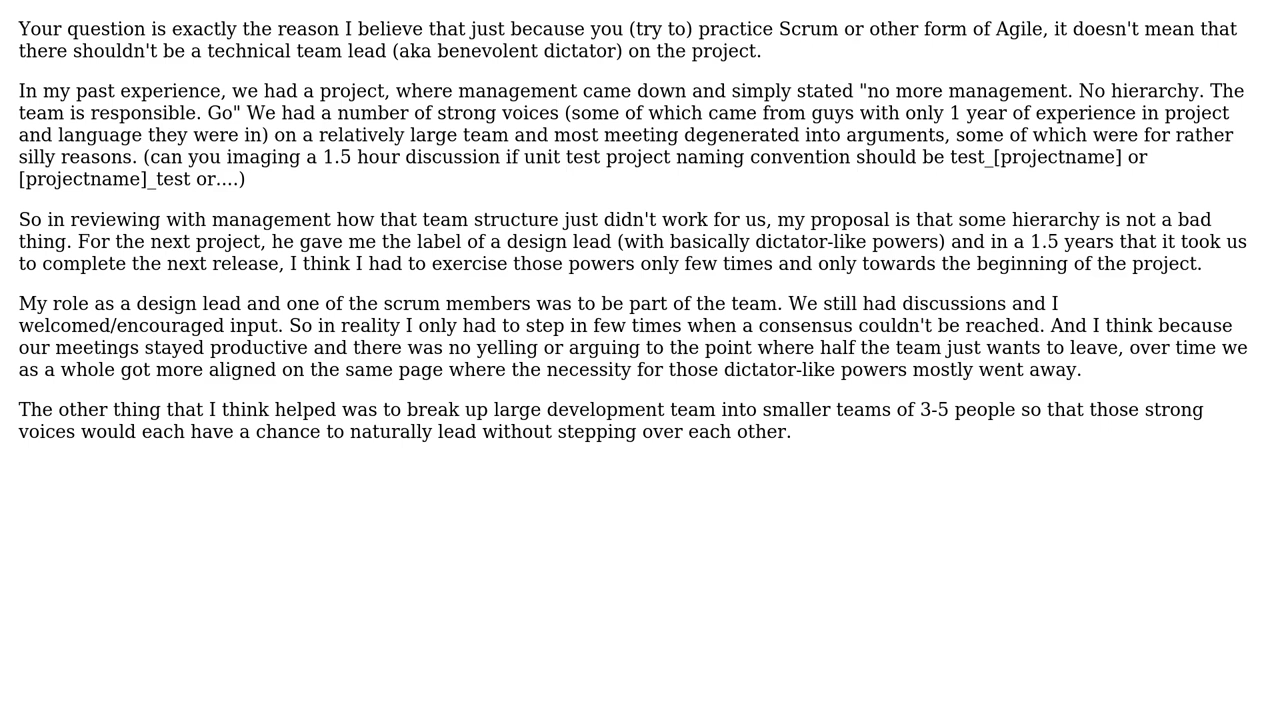 Your question is exactly the reason I believe that just because you (try to) practice Scrum or other form of Agile, it doesn't mean that
there shouldn't be a technical team lead (aka benevolent dictator) on the project.
In my past experience, we had a project, where management came down and simply stated "no more management. No hierarchy. The
team is responsible. Go" We had a number of strong voices (some of which came from guys with only 1 year of experience in project
and language they were in) on a relatively large team and most meeting degenerated into arguments, some of which were for rather
silly reasons. (can you imaging a 1.5 hour discussion if unit test project naming convention should be test_[projectname] or
[projectname]_test or....)
So in reviewing with management how that team structure just didn't work for us, my proposal is that some hierarchy is not a bad
thing. For the next project, he gave me the label of a design lead (with basically dictator-like powers) and in a 1.5 years that it took us
to complete the next release, I think I had to exercise those powers only few times and only towards the beginning of the project.
My role as a design lead and one of the scrum members was to be part of the team. We still had discussions and I
welcomed/encouraged input. So in reality I only had to step in few times when a consensus couldn't be reached. And I think because
our meetings stayed productive and there was no yelling or arguing to the point where half the team just wants to leave, over time we
as a whole got more aligned on the same page where the necessity for those dictator-like powers mostly went away.
The other thing that I think helped was to break up large development team into smaller teams of 3-5 people so that those strong
voices would each have a chance to naturally lead without stepping over each other.